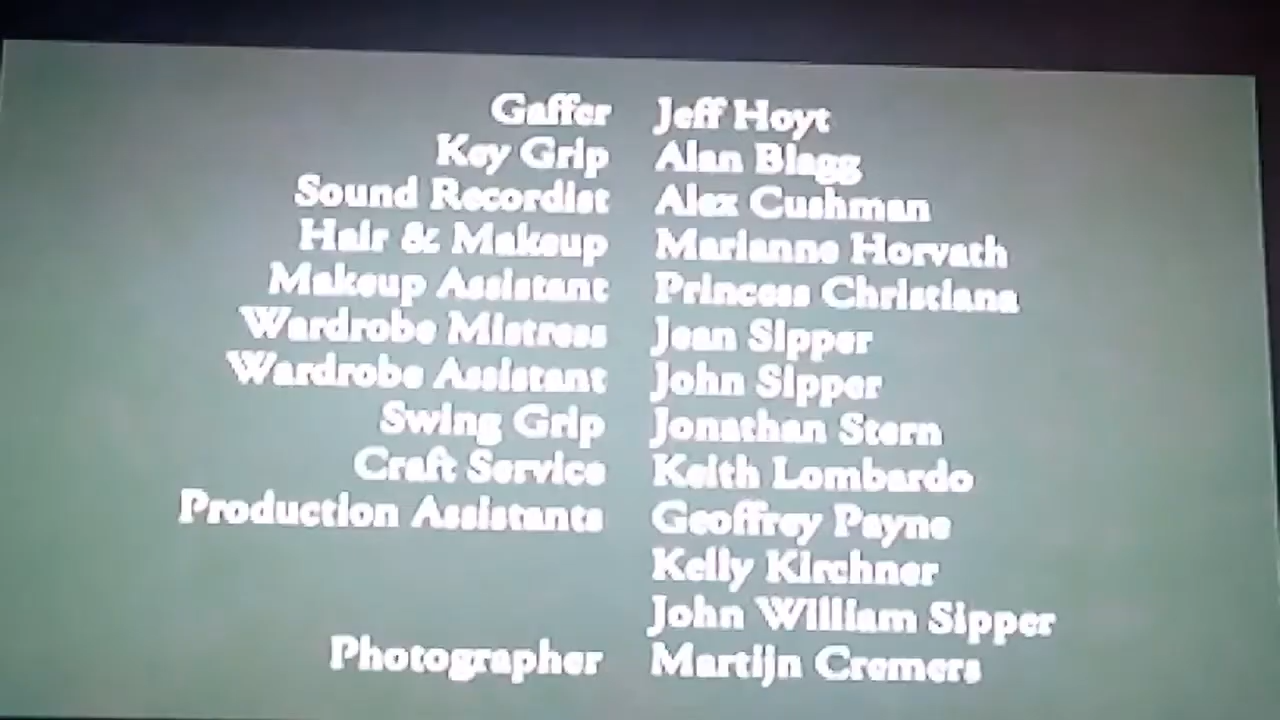 Gaffer Jeff Hoyt
Key Grip Alan Blagg
Sound Recordist Alex Cushman
Hair & Makeup Marianne Horvath
Makeup Assistant Princess Christiana
Wardrobe Mistress Jean Sipper
Wardrobe Assistant John Sipper
Swing Grip Jonathan Stern
Craft Service Keith Lombardo
Production Assistants Geoffrey Payne
Kelly Kirchner
John William Sipper
Photographer Martijn Cremers